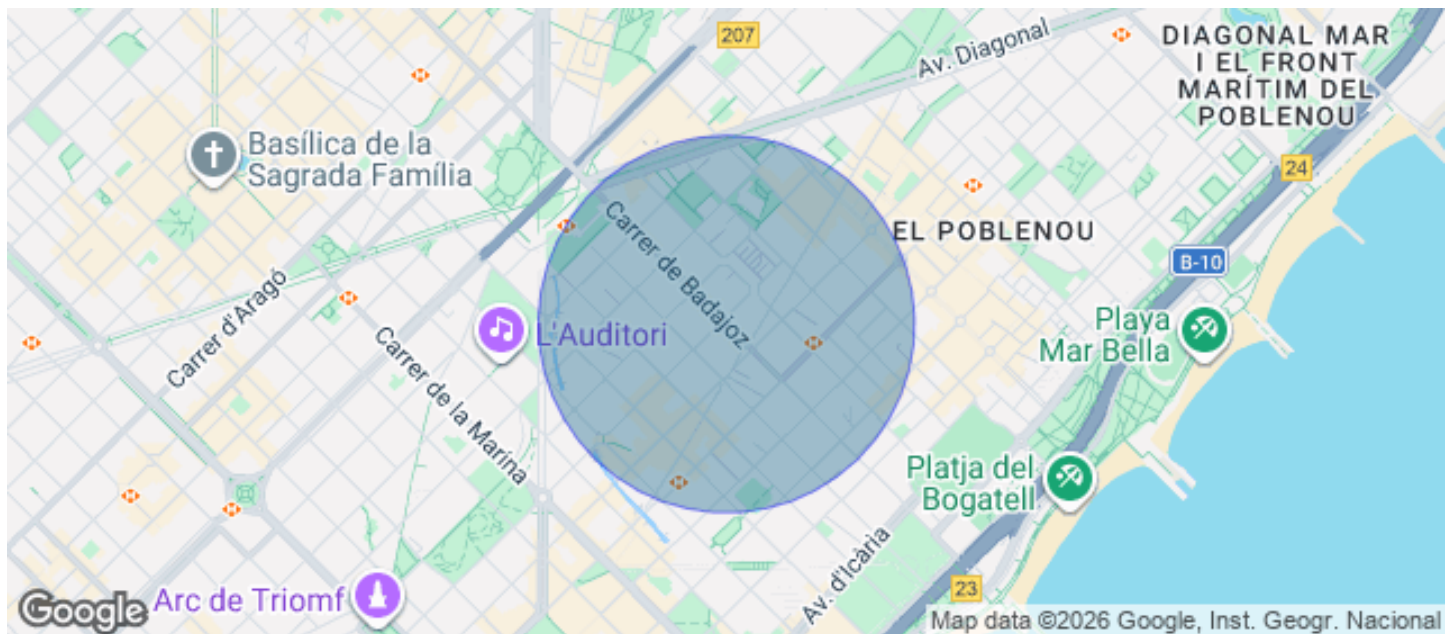 207
Av. Diagonal
DIAGONAL MAR
I EL FRONT
MARÍTIM DEL
POBLENOU
Basílica de la
Sagrada Família
24
Carrer de Badajoz
EL POBLENOU
B-10
Carrer d'Aragó
L'Auditori
Playa
Mar Bella
Carrer de la Marina
Platja del
Bogatell
Av. d'Icària
23
Arc de Triomf
Google
Map data ©2026 Google, Inst. Geogr. Nacional